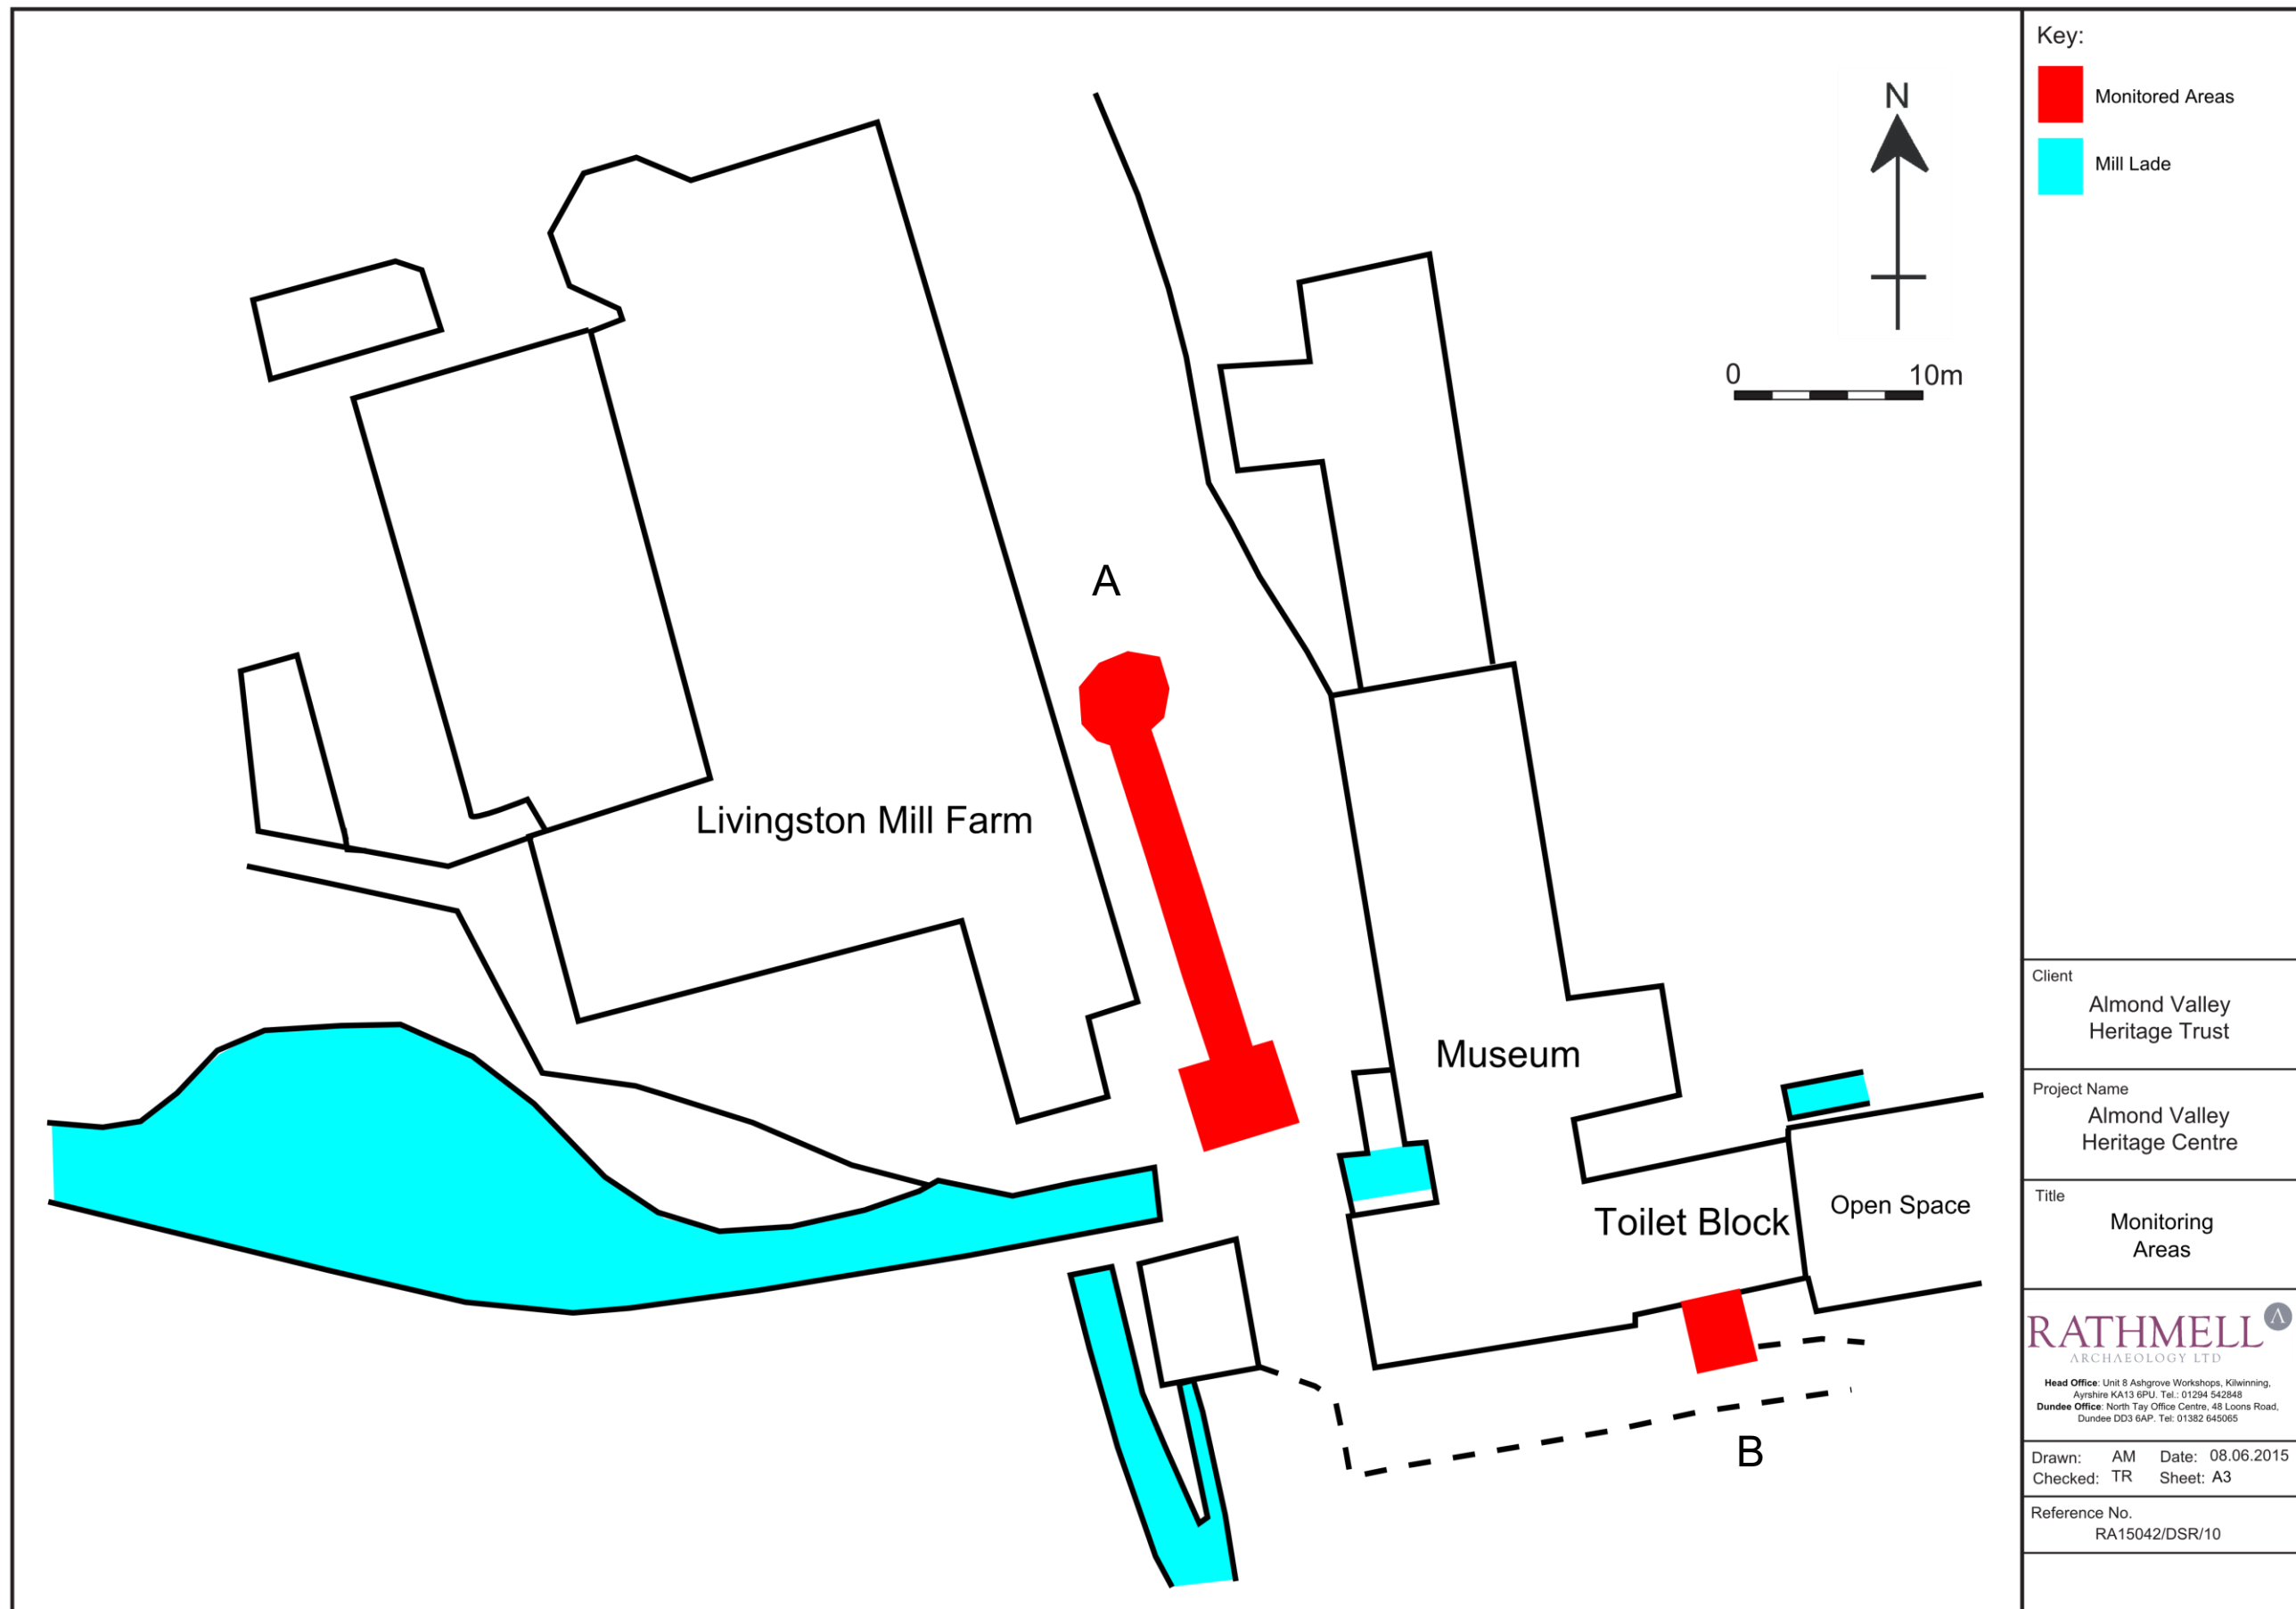 N
0 10m
A
Livingston Mill Farm
Museum
Toilet Block
Open Space
B
Key:
Monitored Areas
Mill Lade
Client
Almond Valley
Heritage Trust
Project Name
Almond Valley
Heritage Centre
Title
Monitoring
Areas
RATHMELL Λ
ΛRCHΛEOLOGY LTD
Head Office: Unit 8 Ashgrove Workshops, Kilwinning,
Ayrshire KA13 6PU. Tel.: 01294 542848
Dundee Office: North Tay Office Centre, 48 Loons Road,
Dundee DD3 6AP. Tel: 01382 645065
Drawn: AM Date: 08.06.2015
Checked: TR Sheet: A3
Reference No.
RA15042/DSR/10